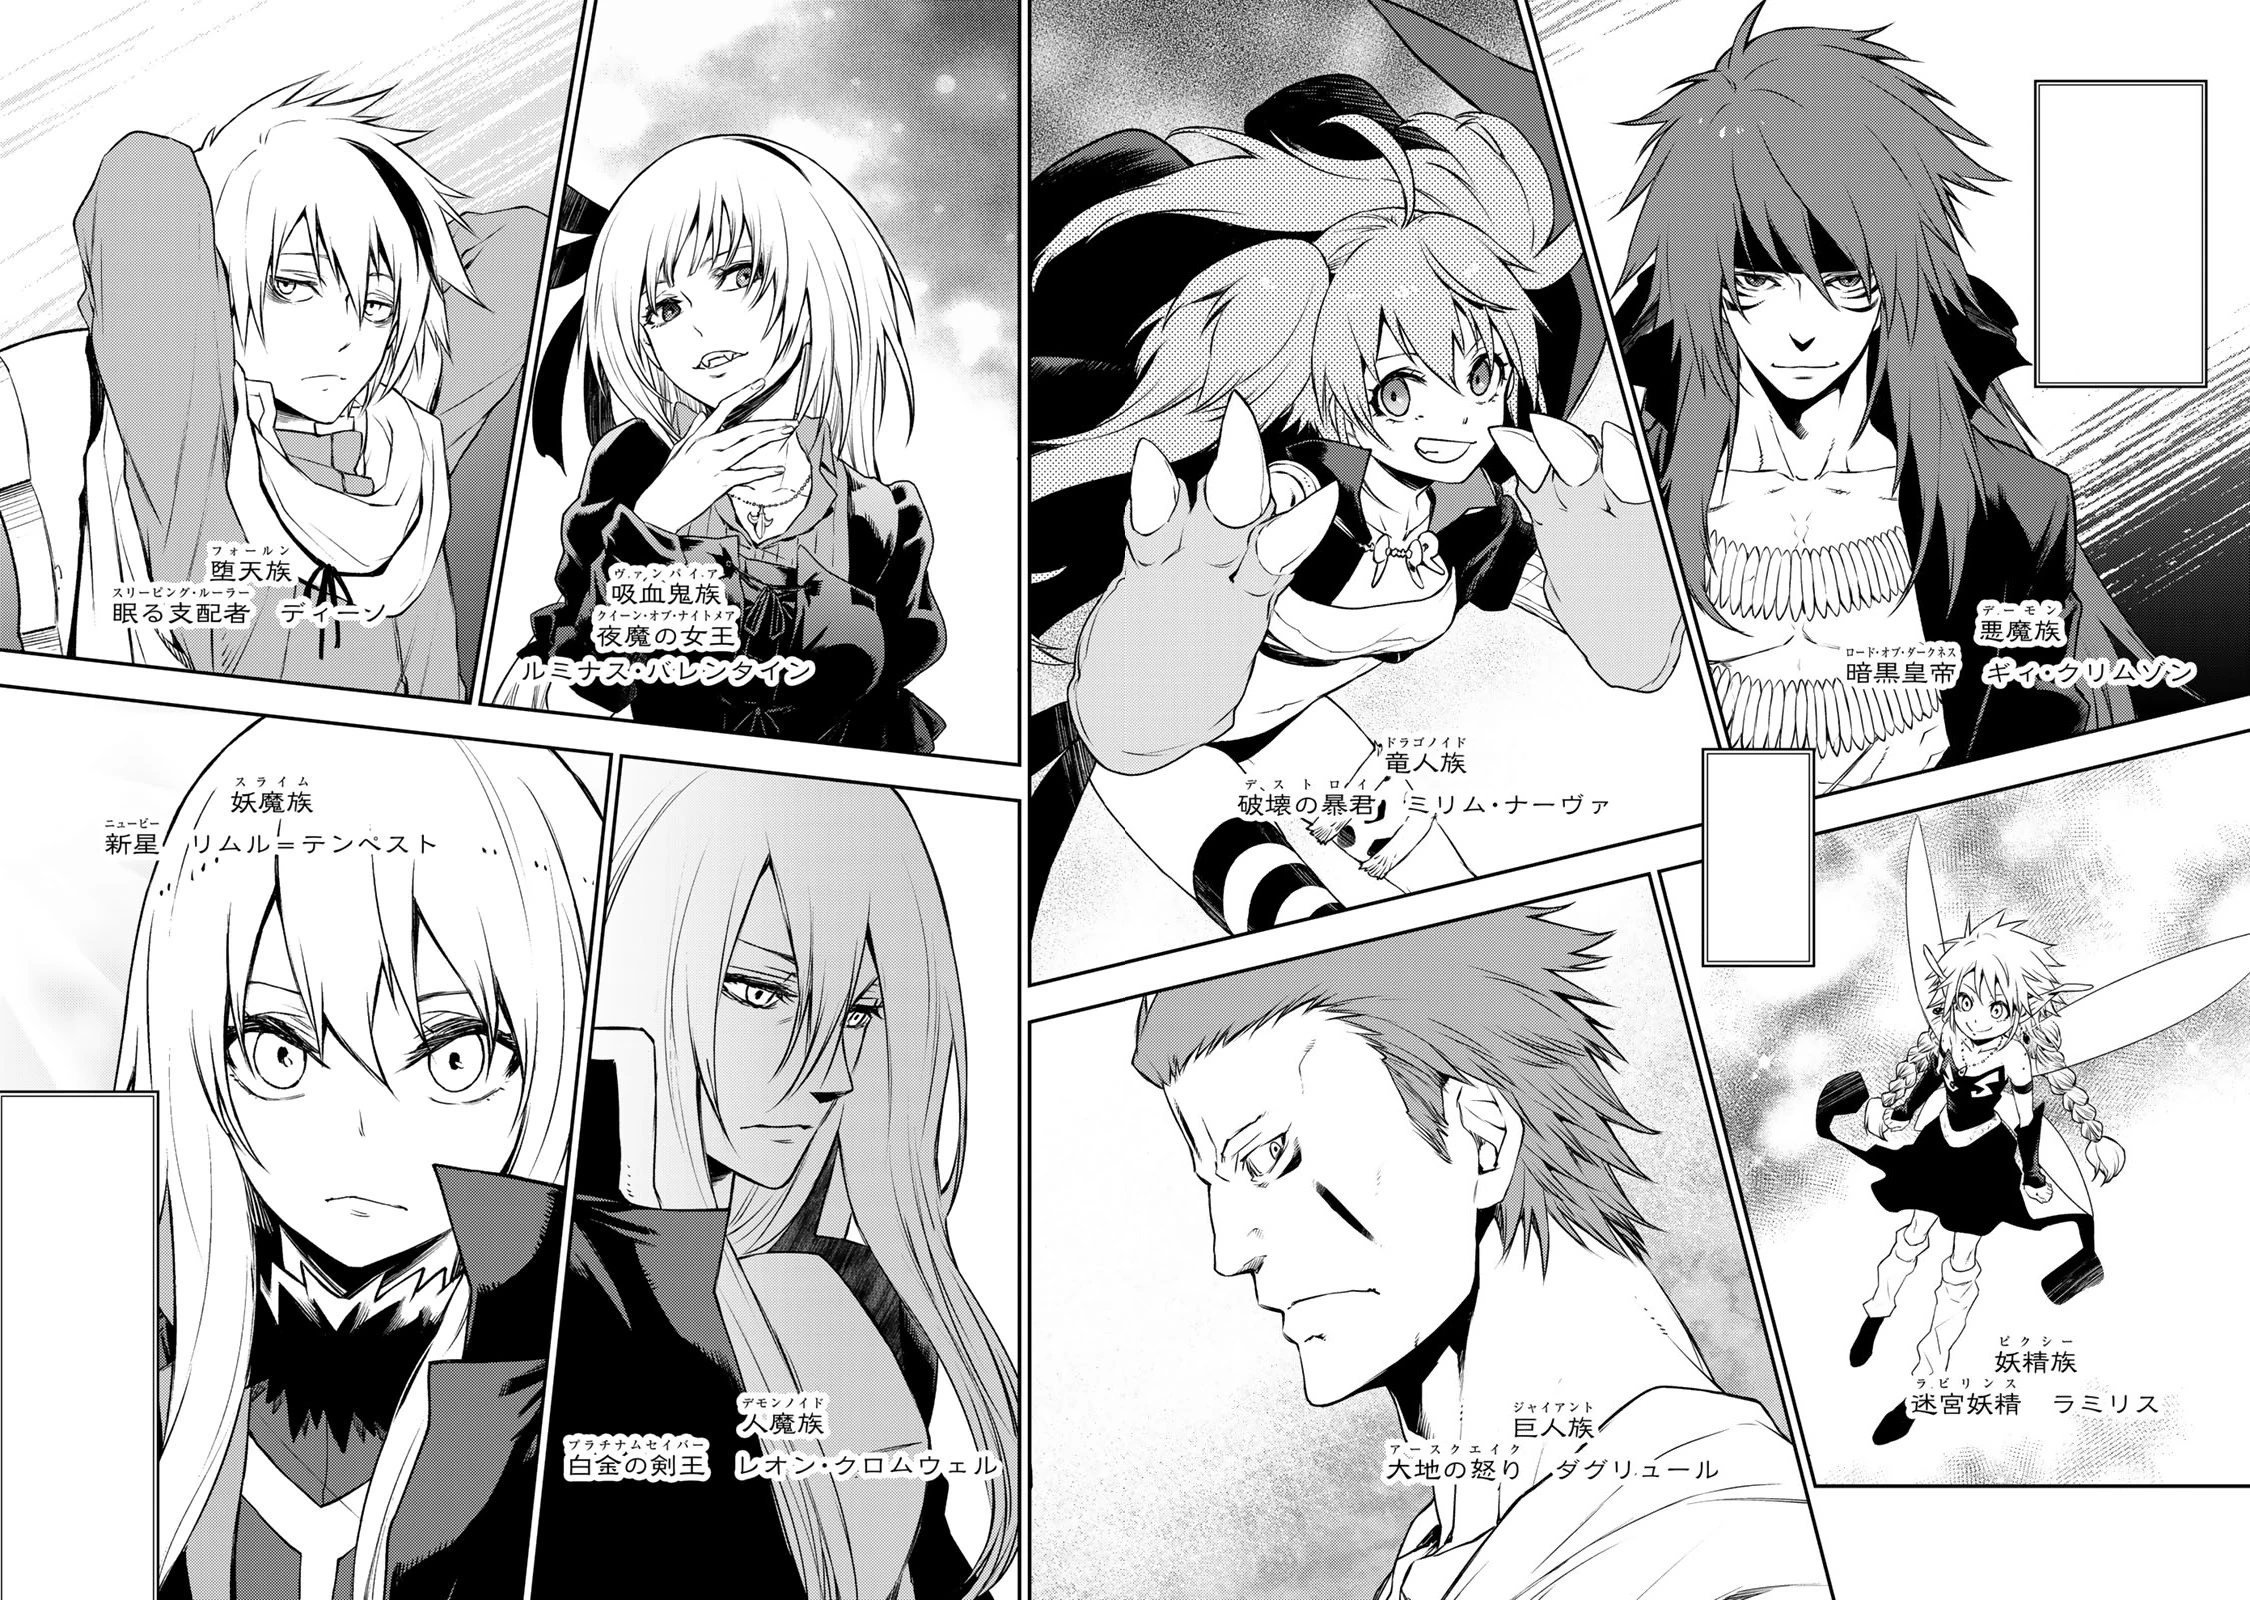 デーモン
悪魔族
ロード・オブ・ダークネス
暗黒皇帝　ギィ・クリムゾン
ドラゴノイド
竜人族
デストロイ
破壊の暴君　ミリム・ナーヴァ
ピクシー
妖精族
ラビリンス
迷宮妖精　ラミリス
ジャイアント
巨人族
アースクエイク
大地の怒り　ダグリュール
ヴァンパイア
吸血鬼族
クイーン・オブ・ナイトメア
夜魔の女王
ルミナス・バレンタイン
フォールン
堕天族
スリーピング・ルーラー
眠る支配者　ディーノ
デモンノイド
人魔族
プラチナムセイバー
白金の剣王　レオン・クロムウェル
スライム
妖魔族
ニュービー
新星　リムル＝テンペスト